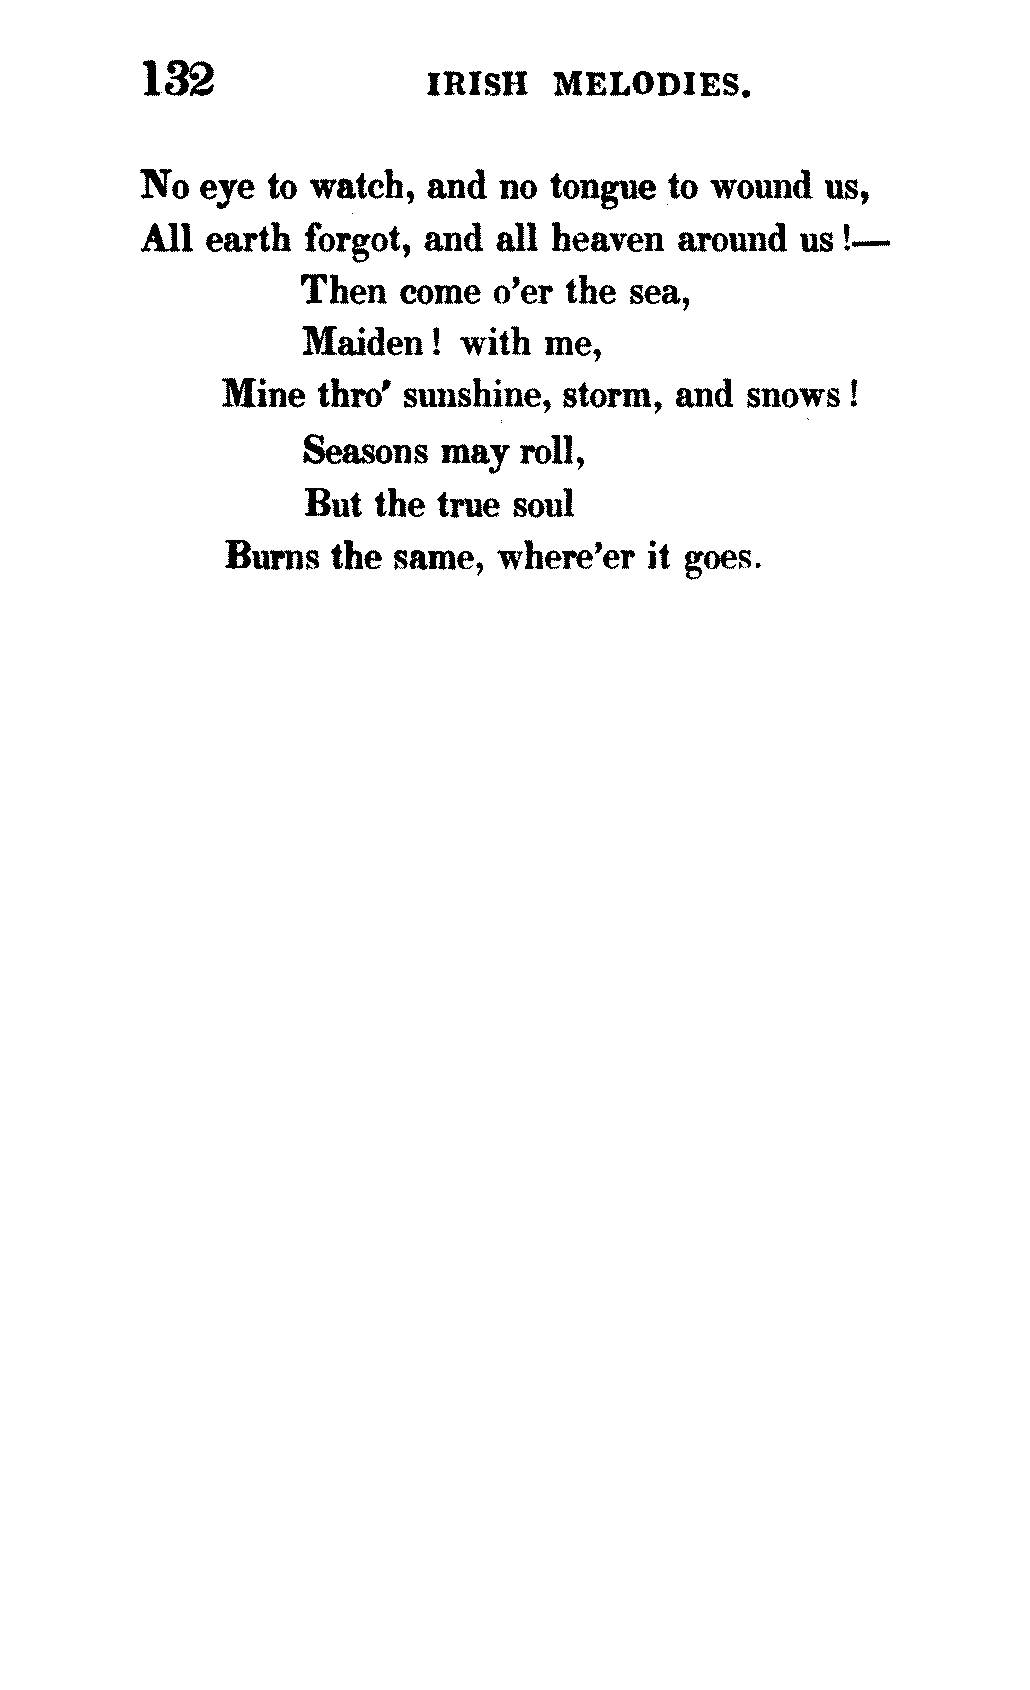 132 IRISH MELODIES.
No eye to watch, and no tongue to wound us,
All earth forgot, and all heaven around us!—
Then come o'er the sea,
Maiden! with me,
Mine thro' sunshine, storm, and snows!
Seasons may roll,
But the true soul
Burns the same, where'er it goes.